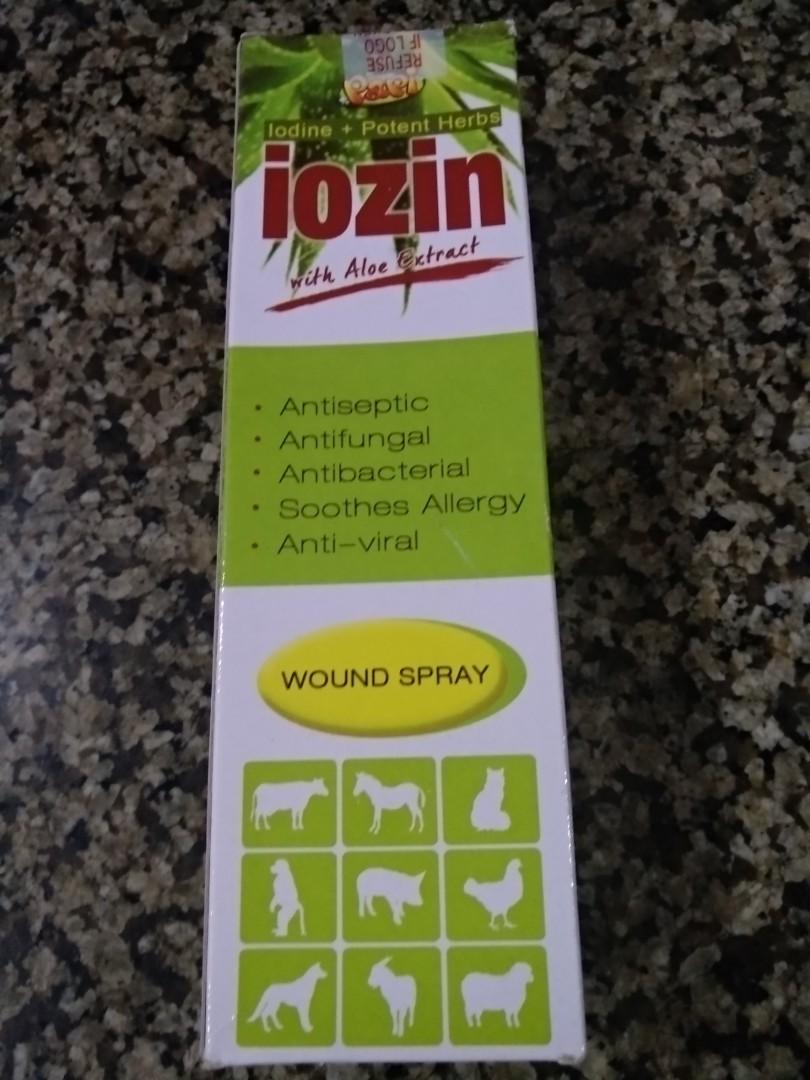 REFUSE
IF LOGO
Iodine + Potent Herbs
iozin
with Aloe Extract
• Antiseptic
• Antifungal
• Antibacterial
• Soothes Allergy
• Anti-viral
WOUND SPRAY